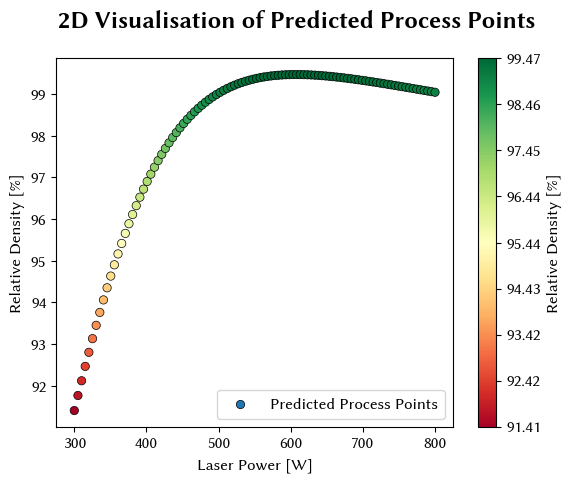 2D Visualisation of Predicted Process Points
Relative Density [%]
99
98
97
96
95
94
93
92
300 400 500 600 700 800
Laser Power [W]
Predicted Process Points
99.47
98.46
97.45
96.44
95.44
94.43
93.42
92.42
91.41
Relative Density [%]